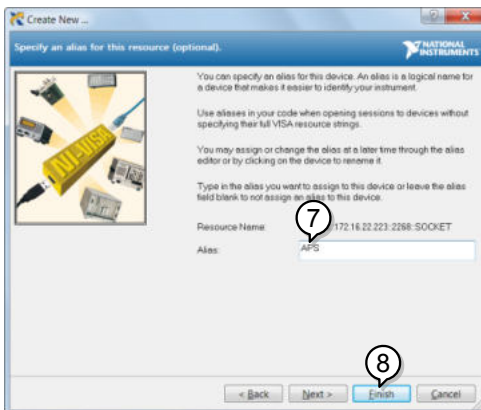 Create New ...
Specify an alias for this resource (optional).
NATIONAL
INSTRUMENTS
You can specify an alias for this device. An alias is a logical name for
a device that makes it easier to identify your instrument.
Use aliases in your code when opening sessions to devices without
specifying their full VISA resource strings.
You may assign or change the alias at a later time through the alias
editor or by clicking on the device to rename it.
Type in the alias you want to assign to this device or leave the alias
field blank to not assign an alias to this device.
NI-VISA
7
Resource Name: 172.16.22.223::2268::SOCKET
Alias: APS
8
< Back Next > Finish Cancel